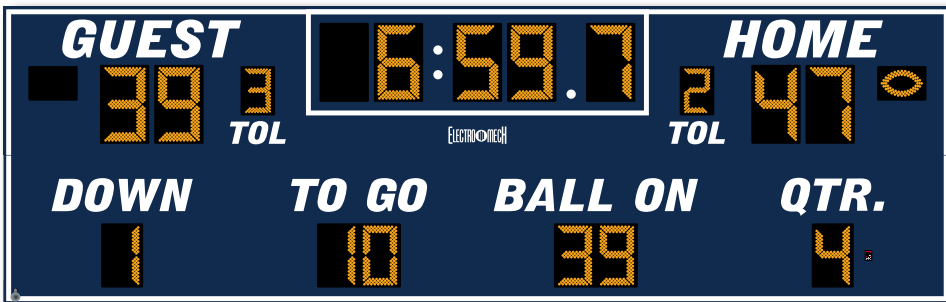 GUEST 6:59.7 HOME
39 3 2 47
TOL TOL
ELECTRO MECH
DOWN TO GO BALL ON QTR.
1 10 39 4